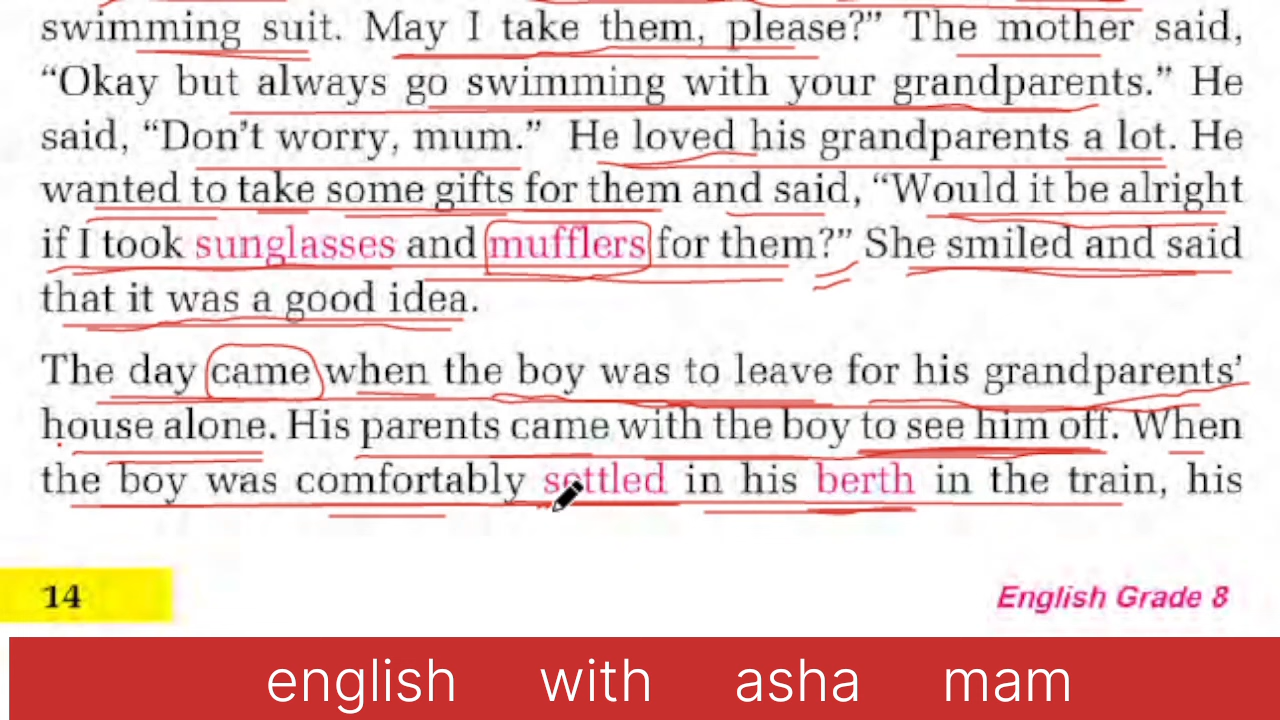 swimming suit. May I take them, please?” The mother said,
“Okay but always go swimming with your grandparents.” He
said, “Don’t worry, mum.” He loved his grandparents a lot. He
wanted to take some gifts for them and said, “Would it be alright
if I took sunglasses and mufflers for them?” She smiled and said
that it was a good idea.
The day came when the boy was to leave for his grandparents’
house alone. His parents came with the boy to see him off. When
the boy was comfortably settled in his berth in the train, his
14
English Grade 8
english with asha mam